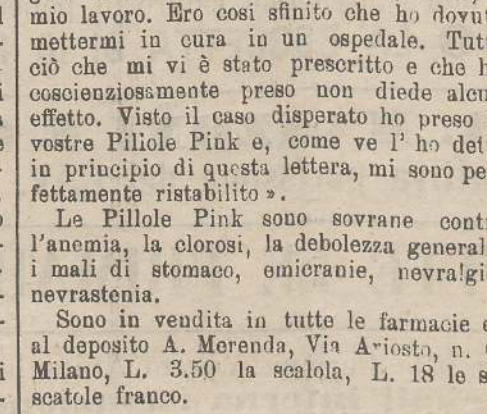 mio lavoro. Ero così sfinito che ho dovut
mettermi in cura in un ospedale. Tut
ciò che mi vi è stato prescritto e che h
coscienziosamente preso non diede alcu
effetto. Visto il caso disperato ho preso
vostre Pillole Pink e, come ve l' ho det
in principio di questa lettera, mi sono pe
fettamente ristabilito ».
Le Pillole Pink sono sovrane cont
l'anemia, la clorosi, la debolezza general
i mali di stomaco, emicranie, nevralgi
nevrastenia.
Sono in vendita in tutte le farmacie e
al deposito A. Merenda, Via Ariosto, n.
Milano, L. 3.50 la scalola, L. 18 le s
scatole franco.